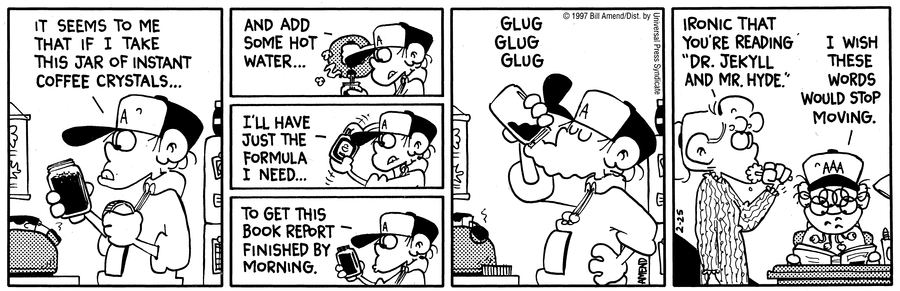 IT SEEMS TO ME
THAT IF I TAKE
THIS JAR OF INSTANT
COFFEE CRYSTALS...
A
AND ADD
SOME HOT
WATER...
A
I'LL HAVE
JUST THE
FORMULA
I NEED...
A
TO GET THIS
BOOK REPORT
FINISHED BY
MORNING.
A
© 1997 Bill Amend/Dist. by Universal Press Syndicate
GLUG
GLUG
GLUG
A
AMEND
IRONIC THAT
YOU'RE READING
"DR. JEKYLL
AND MR. HYDE."
I WISH
THESE
WORDS
WOULD STOP
MOVING.
AAA
2-25